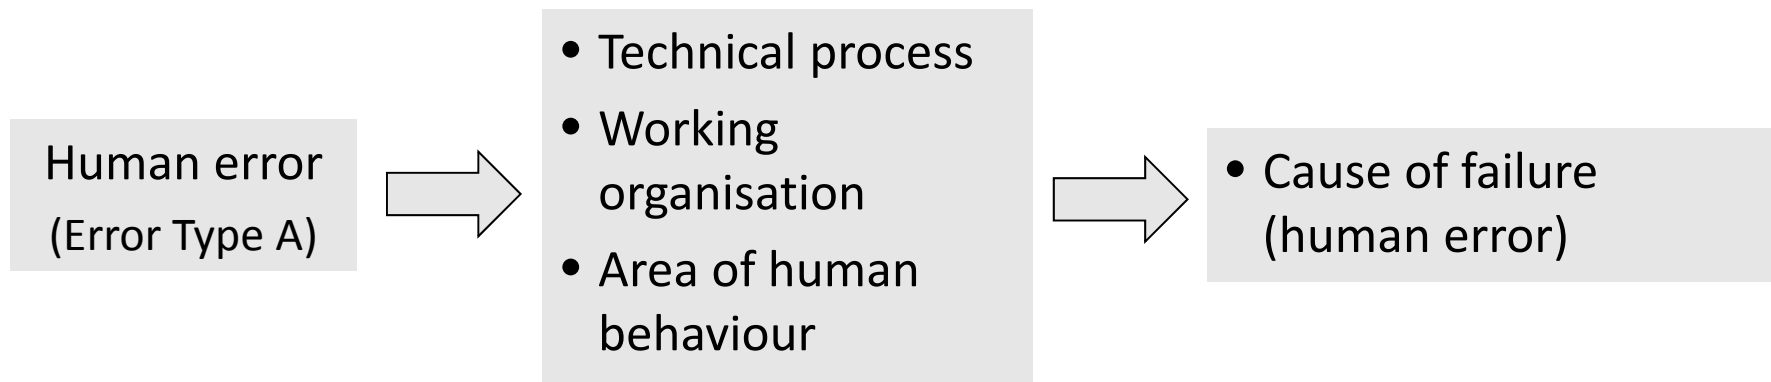 Human error
(Error Type A)
• Technical process
• Working
organisation
• Area of human
behaviour
• Cause of failure
(human error)